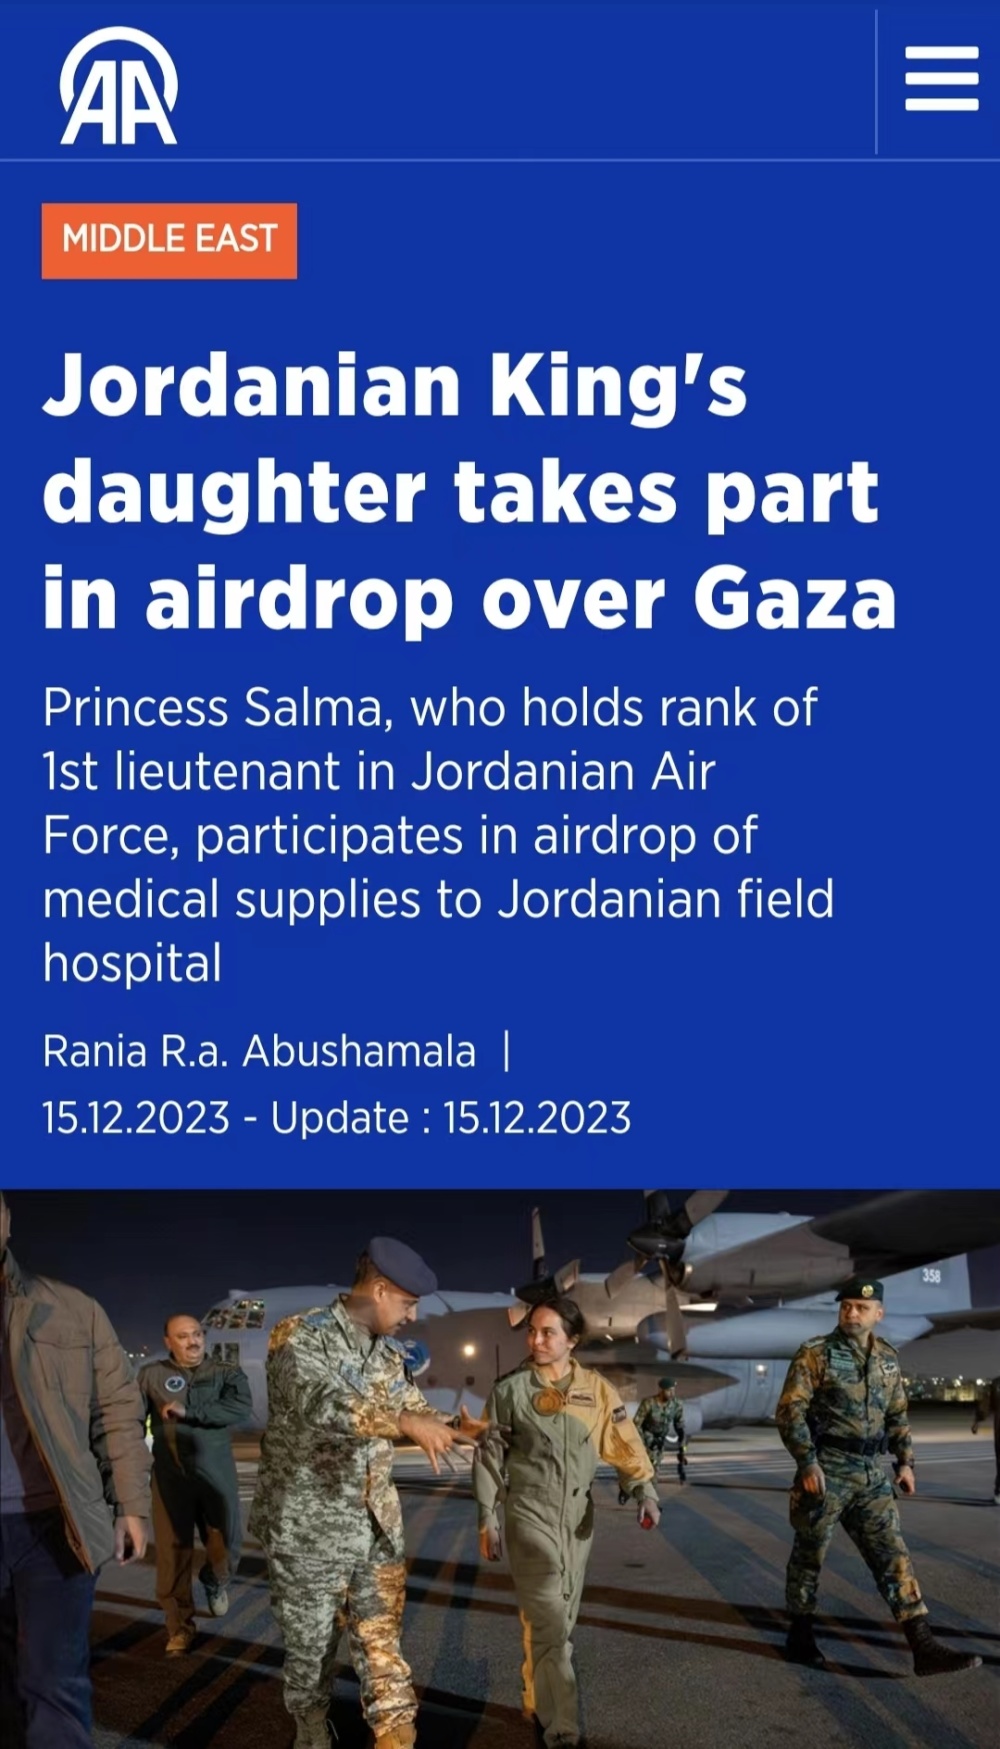 AA
MIDDLE EAST
Jordanian King's
daughter takes part
in airdrop over Gaza
Princess Salma, who holds rank of
1st lieutenant in Jordanian Air
Force, participates in airdrop of
medical supplies to Jordanian field
hospital
Rania R.a. Abushamala |
15.12.2023 - Update : 15.12.2023
358